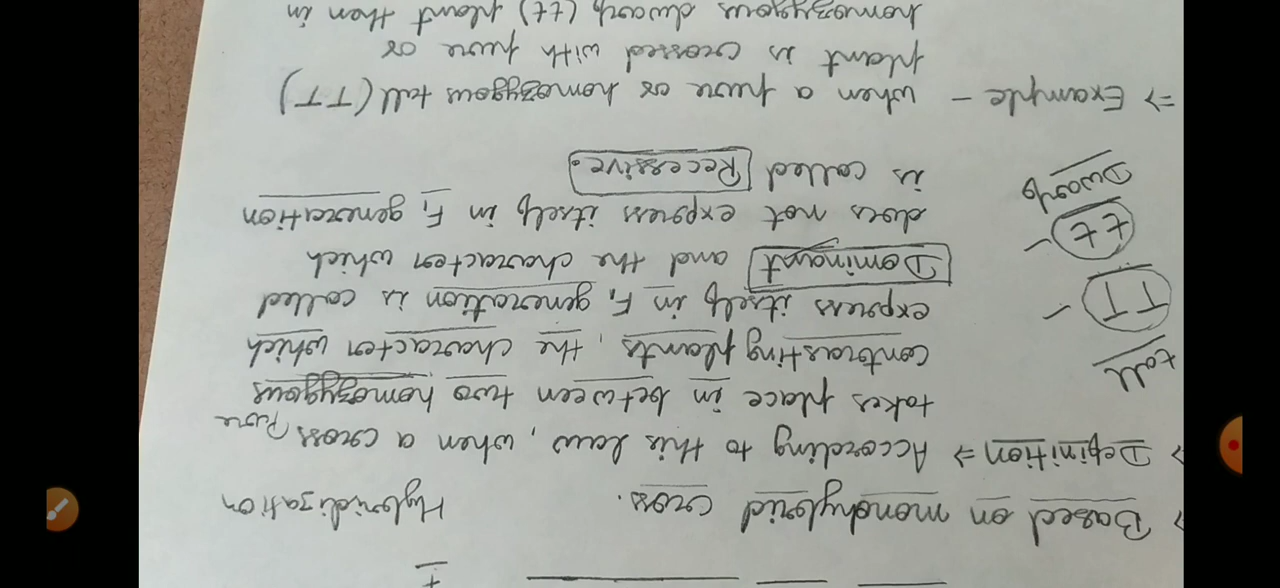 → Based on monohybrid cross. Hybridization
→ Definition ⇒ According to this law, when a cross
takes place in between two pure homozygous
contrasting plants, the character which
express itself in F₁ generation is called
Dominant and the character which
does not express itself in F₁ generation
is called Recessive.
tall
TT -
tt -
Dwarf
⇒ Example - when a pure or homozygous tall (TT)
plant is crossed with pure or
homozygous dwarf (tt) plant then in